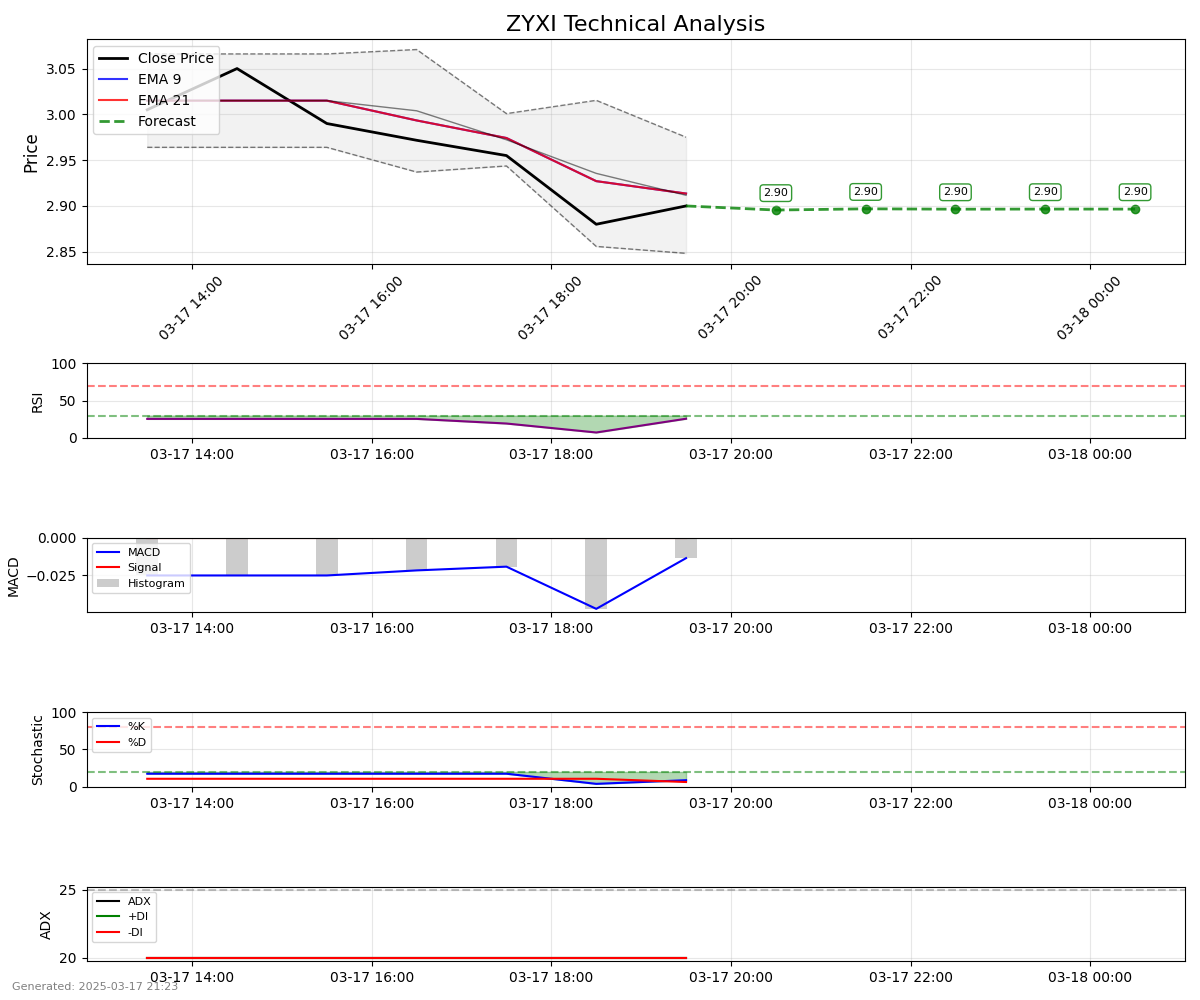 ZYXI Technical Analysis
Price
3.05
3.00
2.95
2.90
2.85
Close Price
EMA 9
EMA 21
Forecast
2.90 2.90 2.90 2.90 2.90
03-17 14:00 03-17 16:00 03-17 18:00 03-17 20:00 03-17 22:00 03-18 00:00
RSI
100
50
0
03-17 14:00 03-17 16:00 03-17 18:00 03-17 20:00 03-17 22:00 03-18 00:00
MACD
0.000
−0.025
MACD
Signal
Histogram
03-17 14:00 03-17 16:00 03-17 18:00 03-17 20:00 03-17 22:00 03-18 00:00
Stochastic
100
50
0
%K
%D
03-17 14:00 03-17 16:00 03-17 18:00 03-17 20:00 03-17 22:00 03-18 00:00
ADX
25
20
ADX
+DI
-DI
03-17 14:00 03-17 16:00 03-17 18:00 03-17 20:00 03-17 22:00 03-18 00:00
Generated: 2025-03-17 21:23